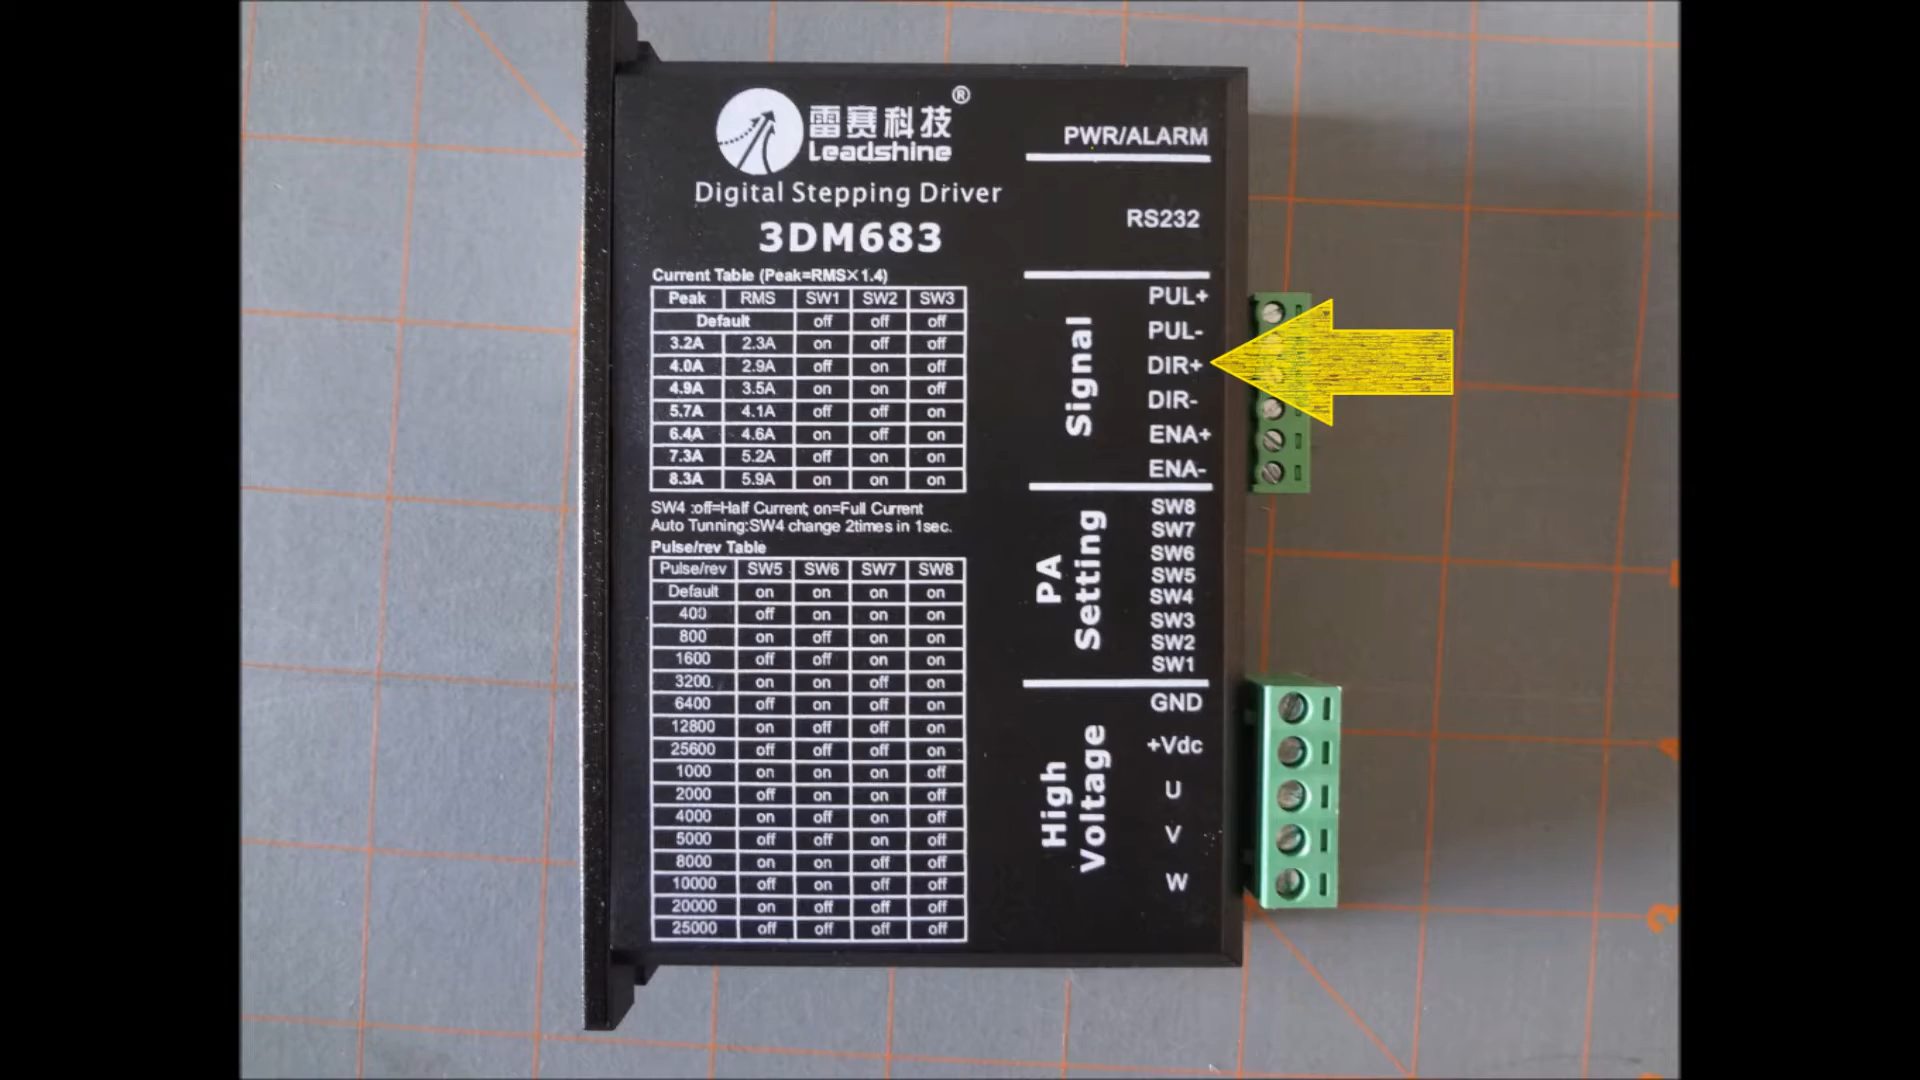 雷赛科技®
Leadshine
Digital Stepping Driver
3DM683
Current Table (Peak=RMS×1.4)
Peak RMS SW1 SW2 SW3
Default off off off
3.2A 2.3A on off off
4.0A 2.9A off on off
4.9A 3.5A on on off
5.7A 4.1A off off on
6.4A 4.6A on off on
7.3A 5.2A off on on
8.3A 5.9A on on on
SW4 :off=Half Current; on=Full Current
Auto Tunning:SW4 change 2times in 1sec.
Pulse/rev Table
Pulse/rev SW5 SW6 SW7 SW8
Default on on on on
400 off on on on
800 on off on on
1600 off off on on
3200 on on off on
6400 off on off on
12800 on off off on
25600 off off off on
1000 on on on off
2000 off on on off
4000 on off on off
5000 off off on off
8000 on on off off
10000 off on off off
20000 on off off off
25000 off off off off
PWR/ALARM
RS232
Signal
PUL+
PUL-
DIR+
DIR-
ENA+
ENA-
PA
Setting
SW8
SW7
SW6
SW5
SW4
SW3
SW2
SW1
High
Voltage
GND
+Vdc
U
V
W